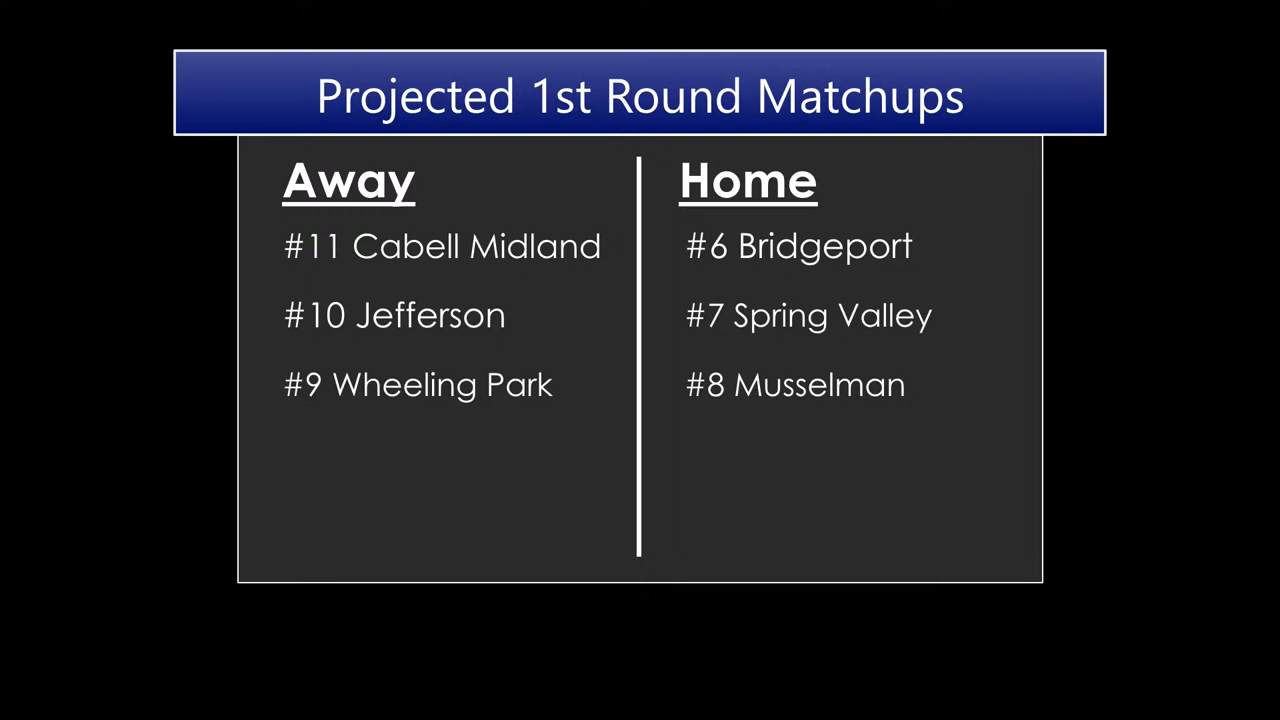 Projected 1st Round Matchups
Away
Home
#11 Cabell Midland
#6 Bridgeport
#10 Jefferson
#7 Spring Valley
#9 Wheeling Park
#8 Musselman